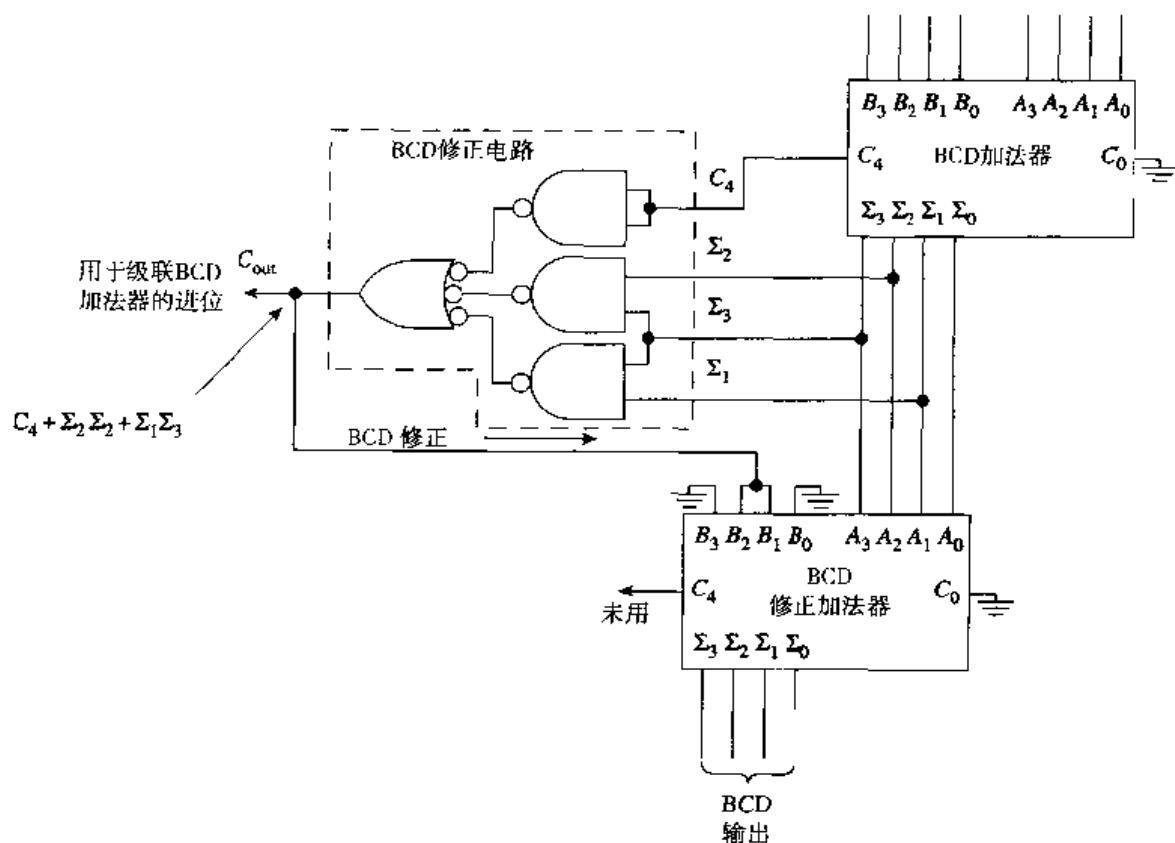 B₃ B₂ B₁ B₀ A₃ A₂ A₁ A₀
C₄ BCD加法器 C₀
Σ₃ Σ₂ Σ₁ Σ₀
BCD修正电路
C₄
Σ₂
Σ₃
Σ₁
用于级联BCD
加法器的进位
C_out
C₄ + Σ₂Σ₂ + Σ₁Σ₃
BCD 修正
B₃ B₂ B₁ B₀ A₃ A₂ A₁ A₀
C₄ BCD C₀
修正加法器
未用
Σ₃ Σ₂ Σ₁ Σ₀
BCD
输出